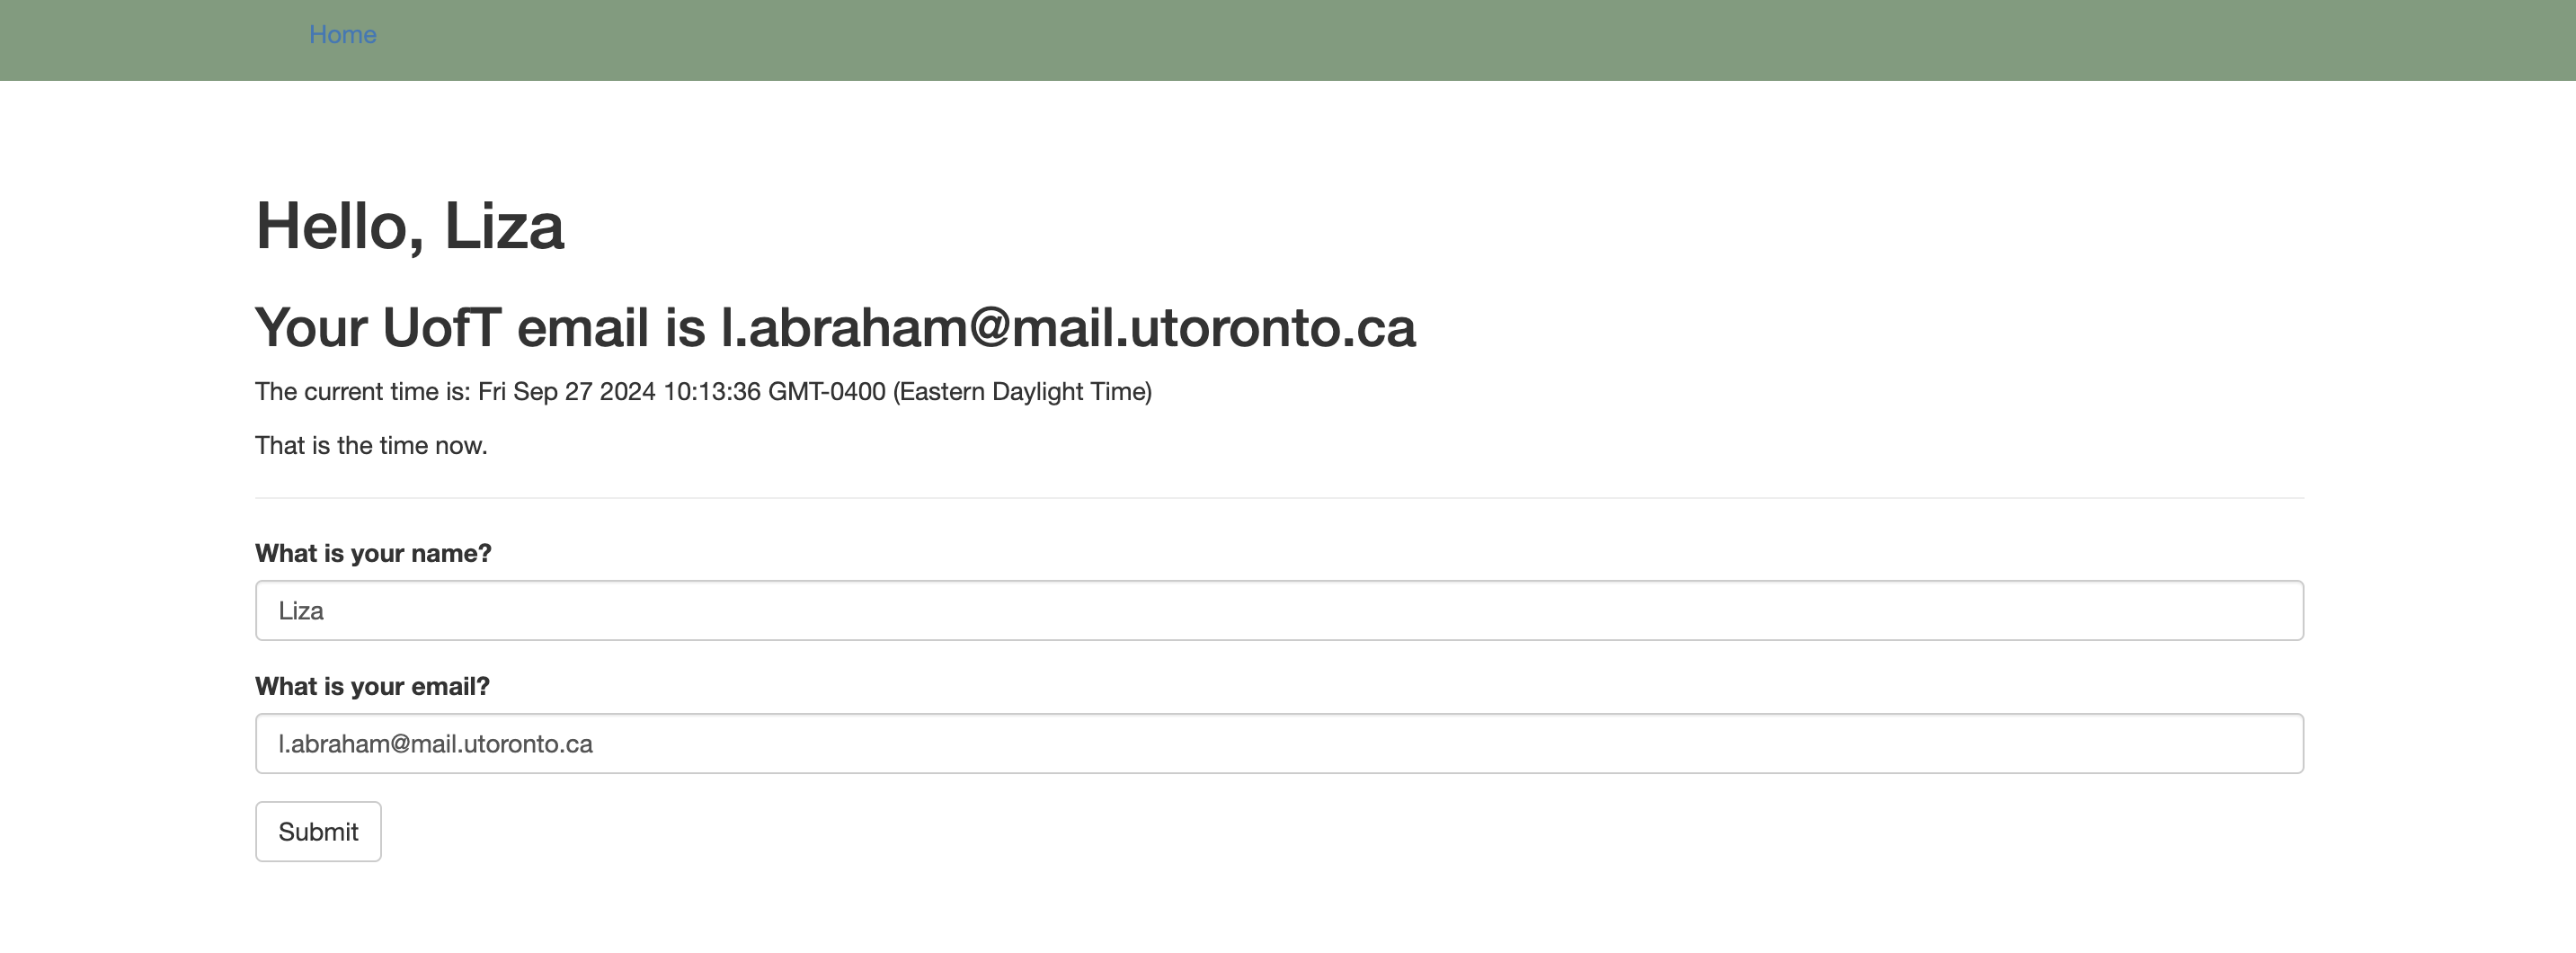 Home
Hello, Liza
Your UofT email is l.abraham@mail.utoronto.ca
The current time is: Fri Sep 27 2024 10:13:36 GMT-0400 (Eastern Daylight Time)
That is the time now.
What is your name?
Liza
What is your email?
l.abraham@mail.utoronto.ca
Submit